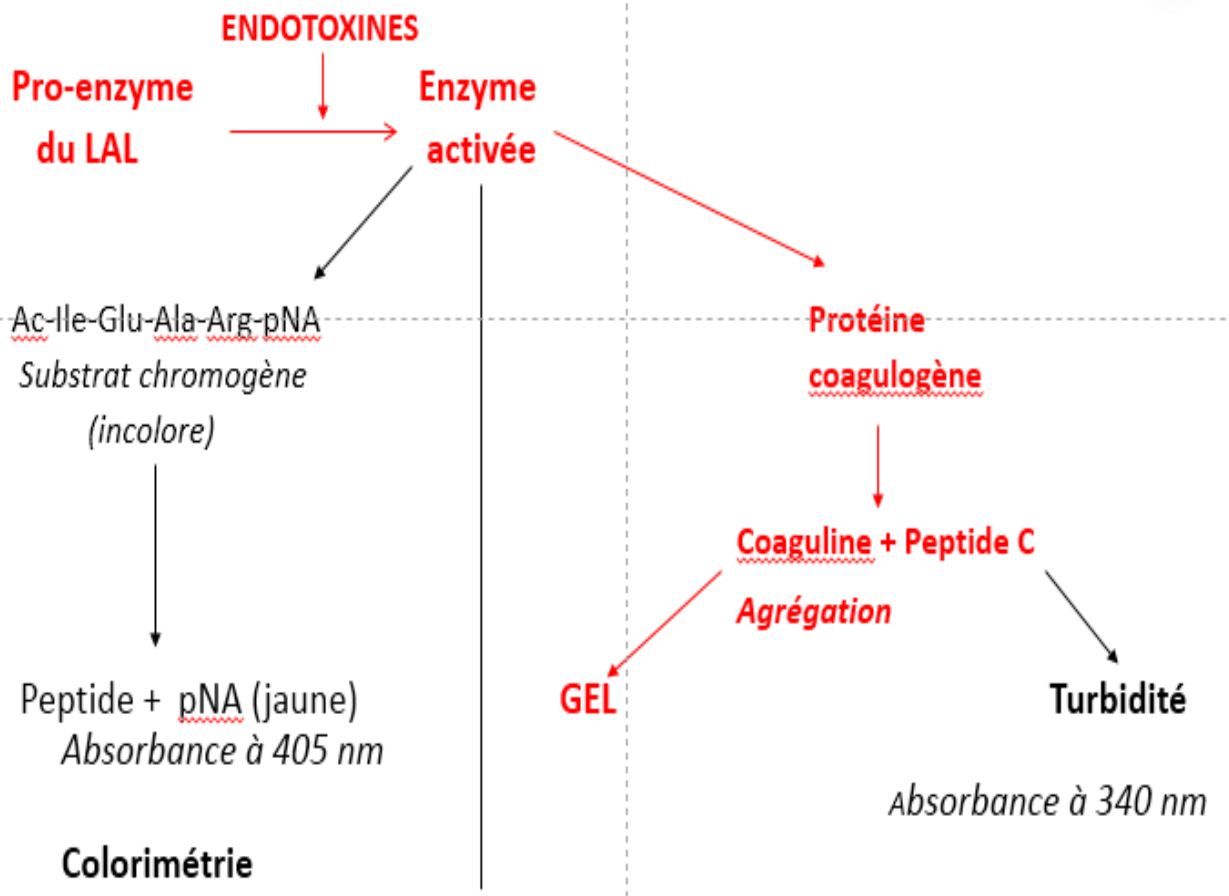 ENDOTOXINES
Pro-enzyme
du LAL
Enzyme
activée
Ac-Ile-Glu-Ala-Arg-pNA
Substrat chromogène
(incolore)
Protéine
coagulogène
Coaguline + Peptide C
Agrégation
Peptide + pNA (jaune)
Absorbance à 405 nm
GEL
Turbidité
Absorbance à 340 nm
Colorimétrie